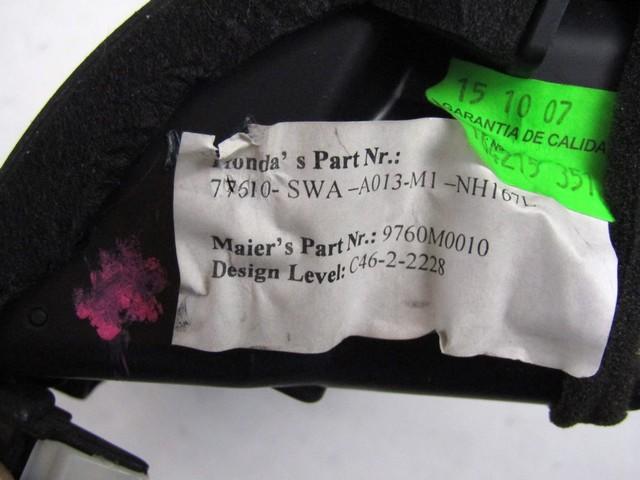 15 10 07
GARANTIA DE CALIDA
Honda's Part Nr.:
77610- SWA -A013-M1 -NH167L
Maier's Part Nr.: 9760M0010
Design Level: C46-2-2228